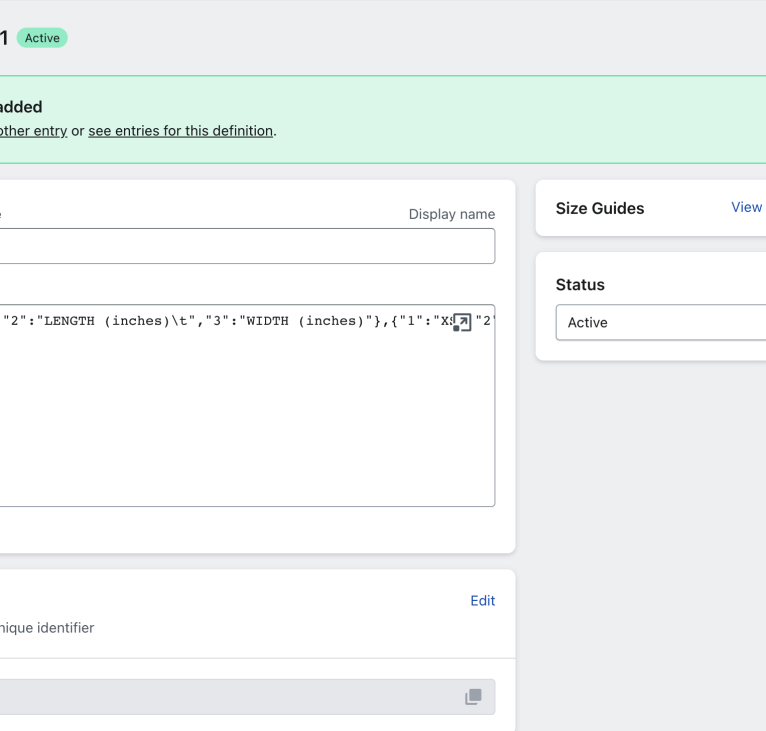 1 Active
added
other entry or see entries for this definition.
Display name
Size Guides View
Status
"2":"LENGTH (inches)\t","3":"WIDTH (inches)"},{"1":"XS "2"
Active
Edit
nique identifier